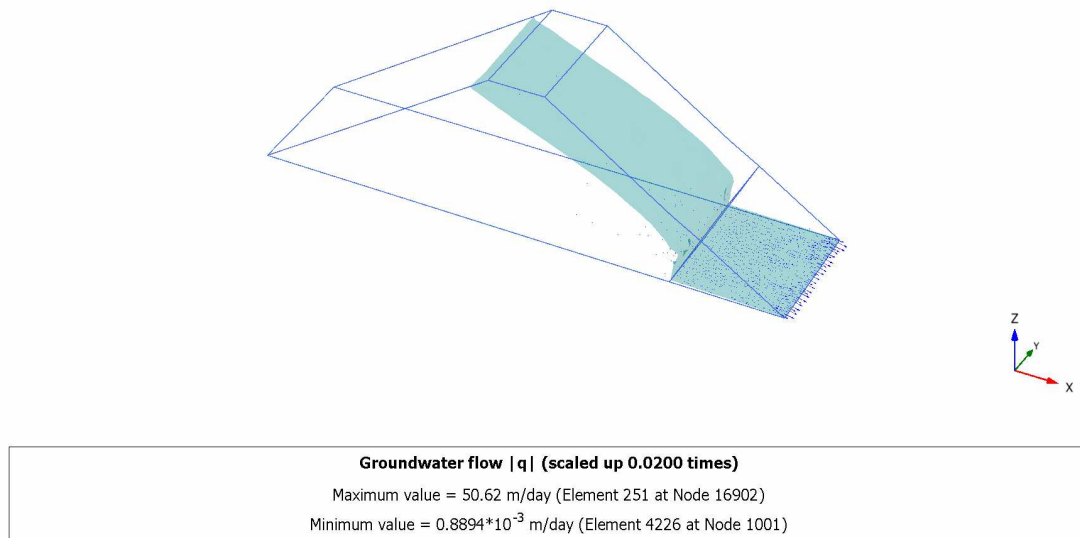 Z
Y
X
Groundwater flow |q| (scaled up 0.0200 times)
Maximum value = 50.62 m/day (Element 251 at Node 16902)
Minimum value = 0.8894*10⁻³ m/day (Element 4226 at Node 1001)